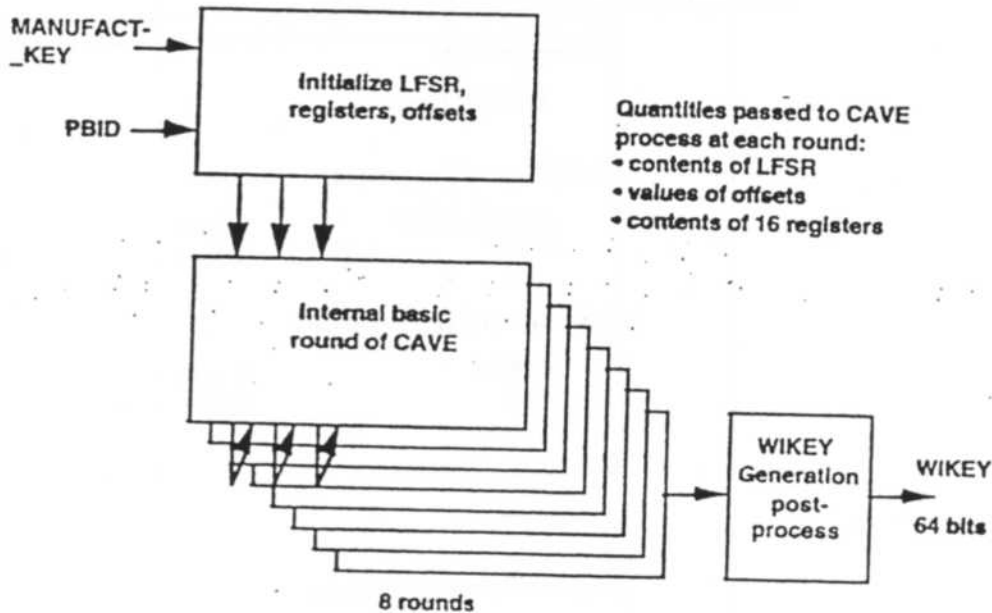 MANUFACT-
_KEY
PBID
Initialize LFSR,
registers, offsets
Quantities passed to CAVE
process at each round:
• contents of LFSR
• values of offsets
• contents of 16 registers
Internal basic
round of CAVE
8 rounds
WIKEY
Generation
post-
process
WIKEY
64 bits